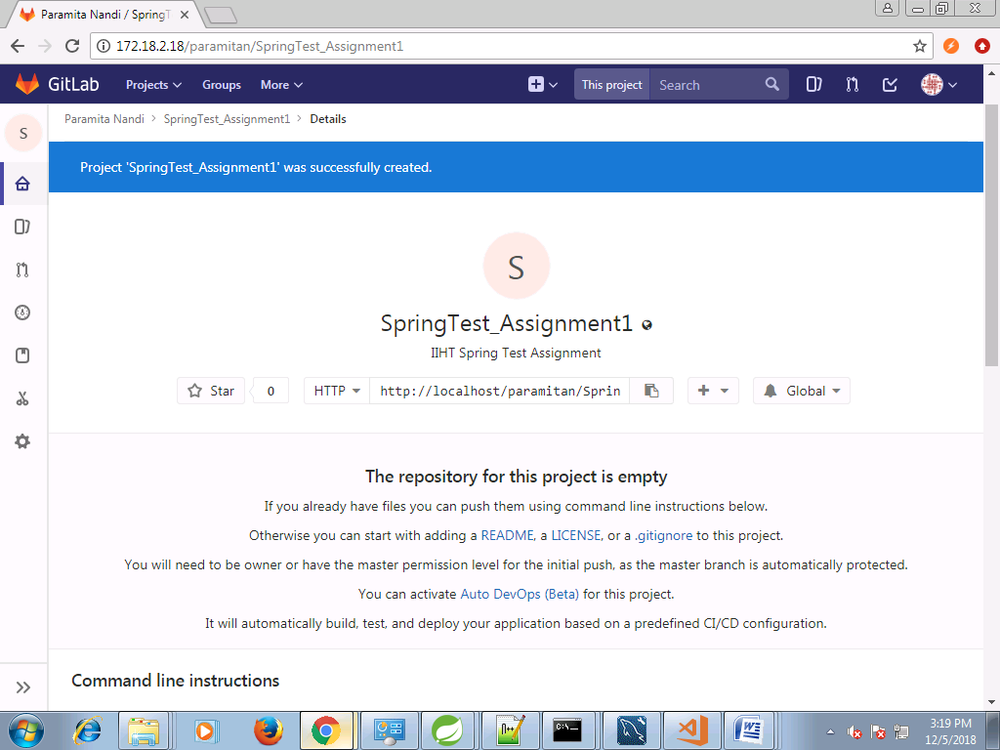 Paramita Nandi / SpringT
172.18.2.18/paramitan/SpringTest_Assignment1
GitLab Projects Groups More This project Search
Paramita Nandi > SpringTest_Assignment1 > Details
S
Project 'SpringTest_Assignment1' was successfully created.
S
SpringTest_Assignment1
IIHT Spring Test Assignment
Star 0 HTTP http://localhost/paramitan/Sprin Global
The repository for this project is empty
If you already have files you can push them using command line instructions below.
Otherwise you can start with adding a README, a LICENSE, or a .gitignore to this project.
You will need to be owner or have the master permission level for the initial push, as the master branch is automatically protected.
You can activate Auto DevOps (Beta) for this project.
It will automatically build, test, and deploy your application based on a predefined CI/CD configuration.
Command line instructions
3:19 PM
12/5/2018